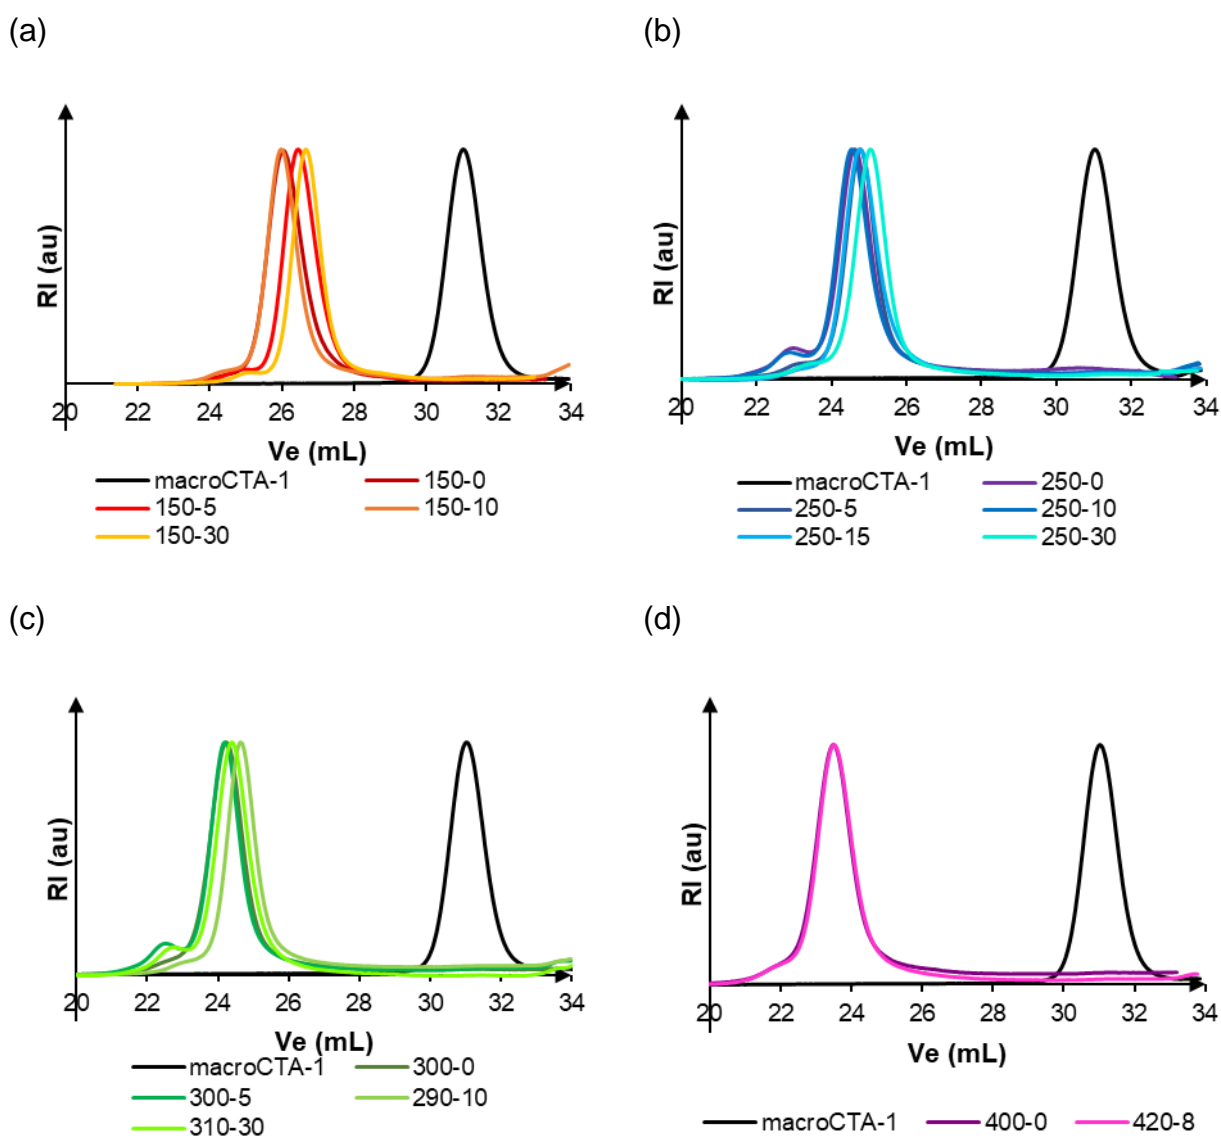 (a)
RI (au)
20 22 24 26 28 30 32 34
Ve (mL)
macroCTA-1 150-0
150-5 150-10
150-30
(b)
RI (au)
20 22 24 26 28 30 32 34
Ve (mL)
macroCTA-1 250-0
250-5 250-10
250-15 250-30
(c)
RI (au)
20 22 24 26 28 30 32 34
Ve (mL)
macroCTA-1 300-0
300-5 290-10
310-30
(d)
RI (au)
20 22 24 26 28 30 32 34
Ve (mL)
macroCTA-1 400-0 420-8